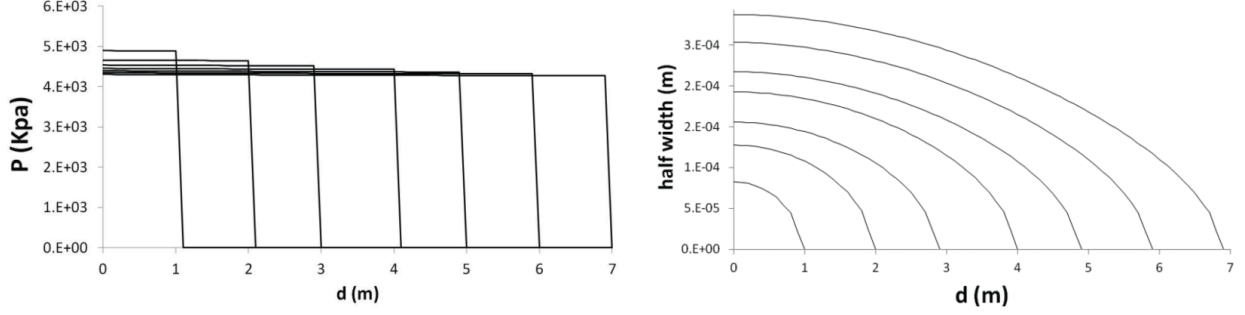 6.E+03
5.E+03
4.E+03
3.E+03
2.E+03
1.E+03
0.E+00
P (Kpa)
0 1 2 3 4 5 6 7
d (m)
3.E-04
2.E-04
2.E-04
1.E-04
5.E-05
0.E+00
half width (m)
0 1 2 3 4 5 6 7
d (m)